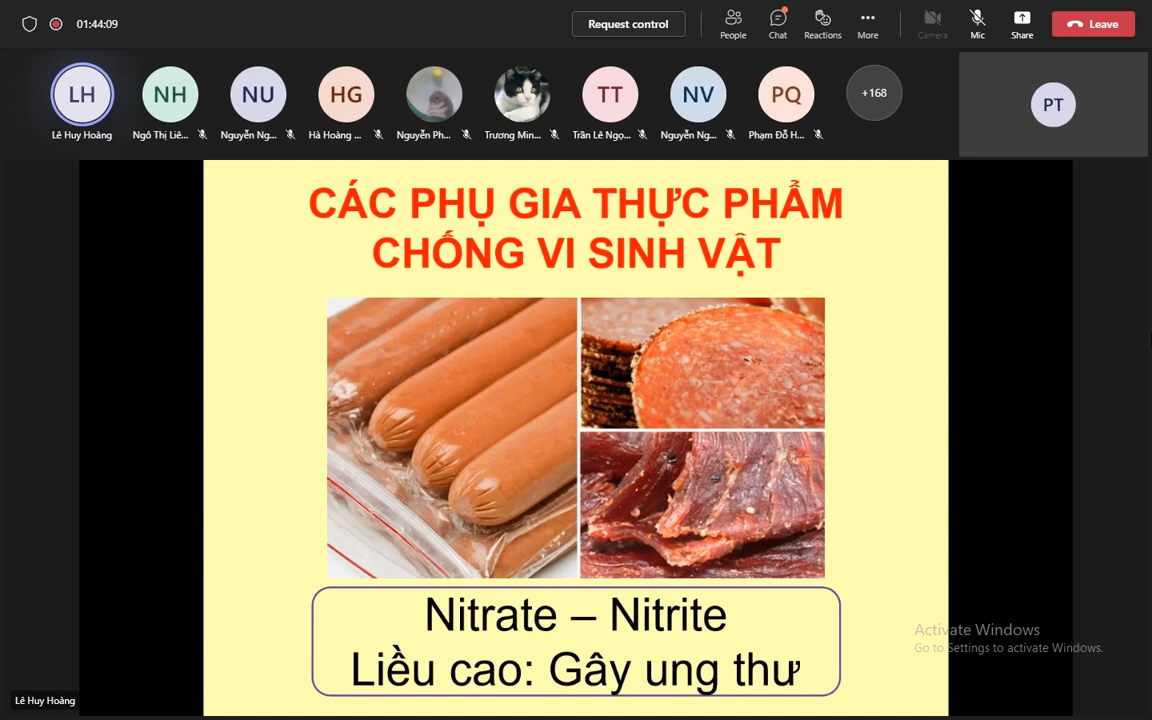 01:44:09
Request control
People
Chat
Reactions
More
Camera
Mic
Share
Leave
LH
NH
NU
HG
TT
NV
PQ
+168
PT
Lê Huy Hoàng
Ngô Thị Liê...
Nguyễn Ng...
Hà Hoàng ...
Nguyễn Ph...
Trương Min...
Trần Lê Ngọ...
Nguyễn Ng...
Phạm Đỗ H...
CÁC PHỤ GIA THỰC PHẨM
CHỐNG VI SINH VẬT
Nitrate – Nitrite
Liều cao: Gây ung thư
Activate Windows
Go to Settings to activate Windows.
Lê Huy Hoàng